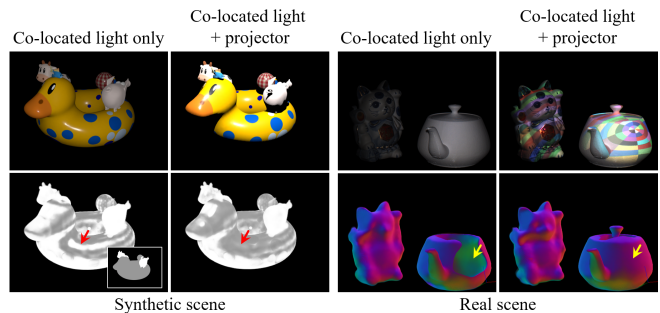 Co-located light only
Co-located light
+ projector
Co-located light only
Co-located light
+ projector
Synthetic scene
Real scene